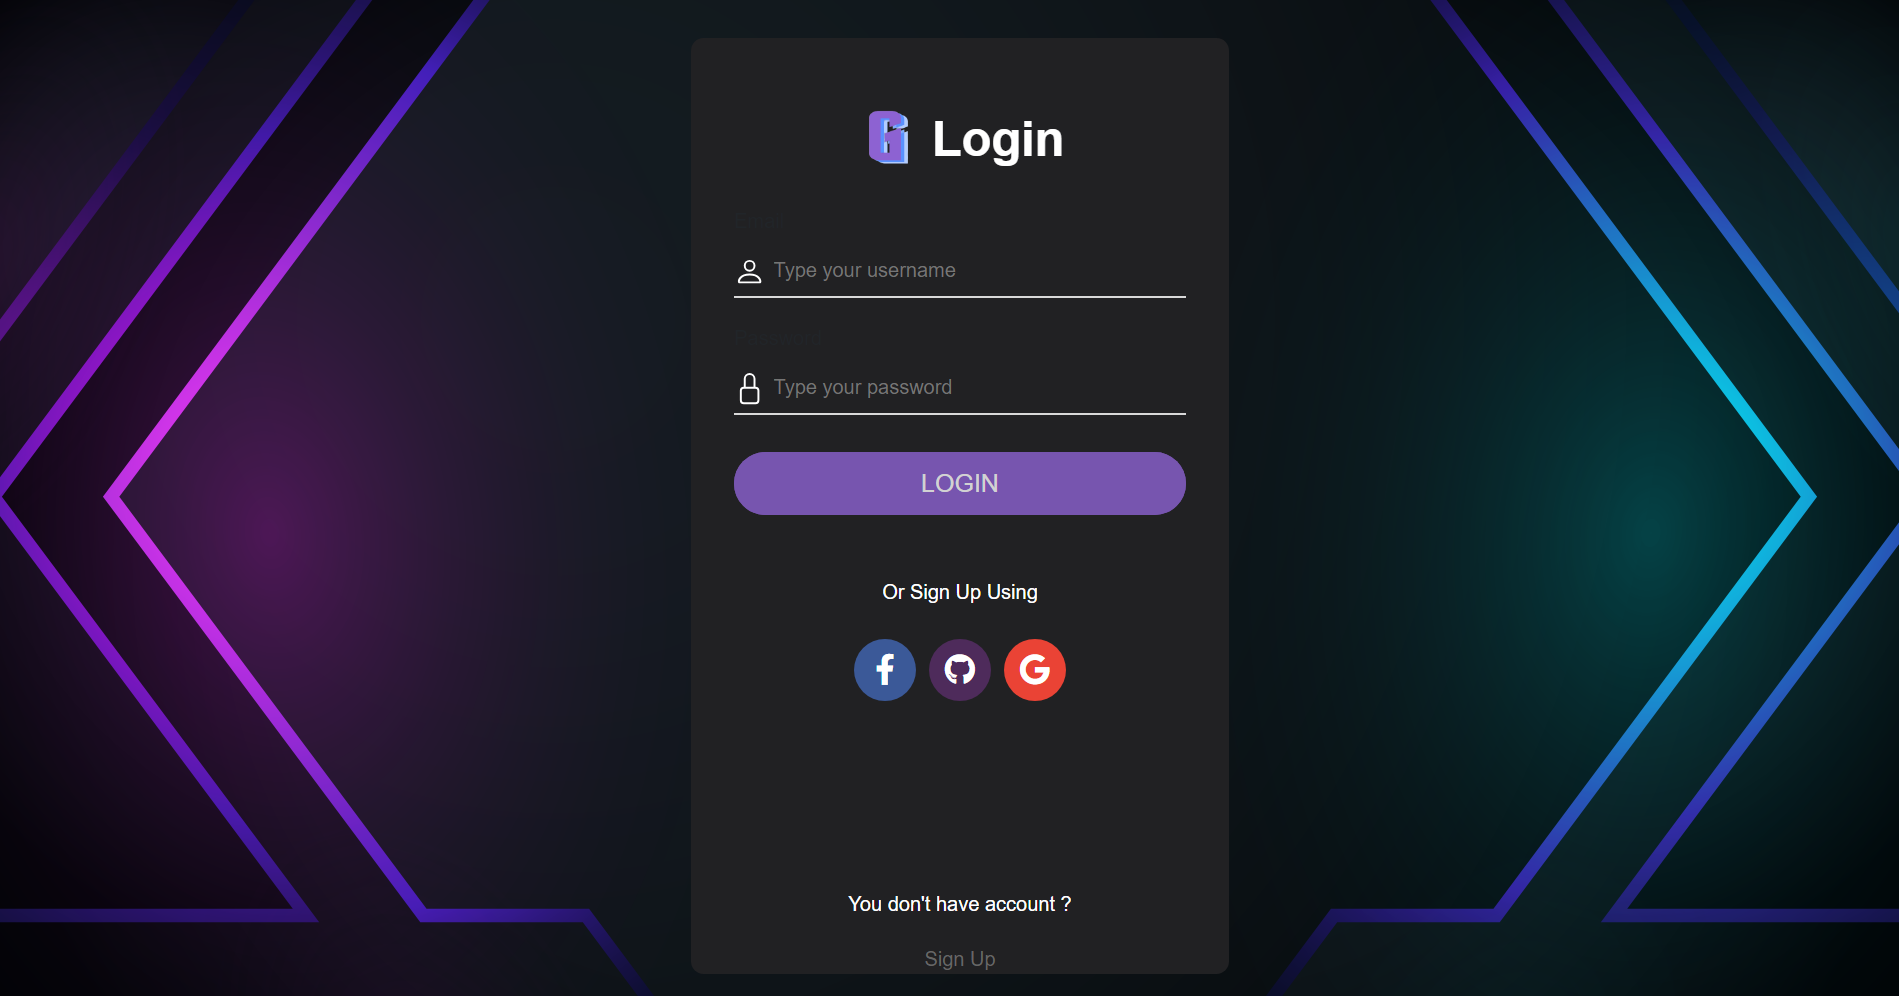 Login
Email
Type your username
Password
Type your password
LOGIN
Or Sign Up Using
You don't have account ?
Sign Up